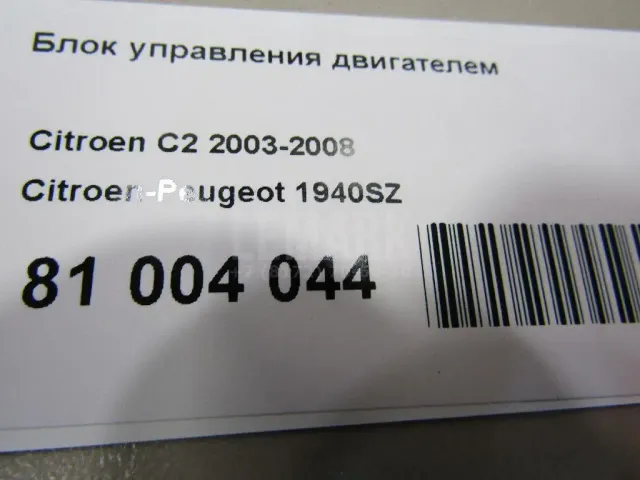 Блок управления двигателем
Citroen C2 2003-2008
Citroen-Peugeot 1940SZ
81 004 044